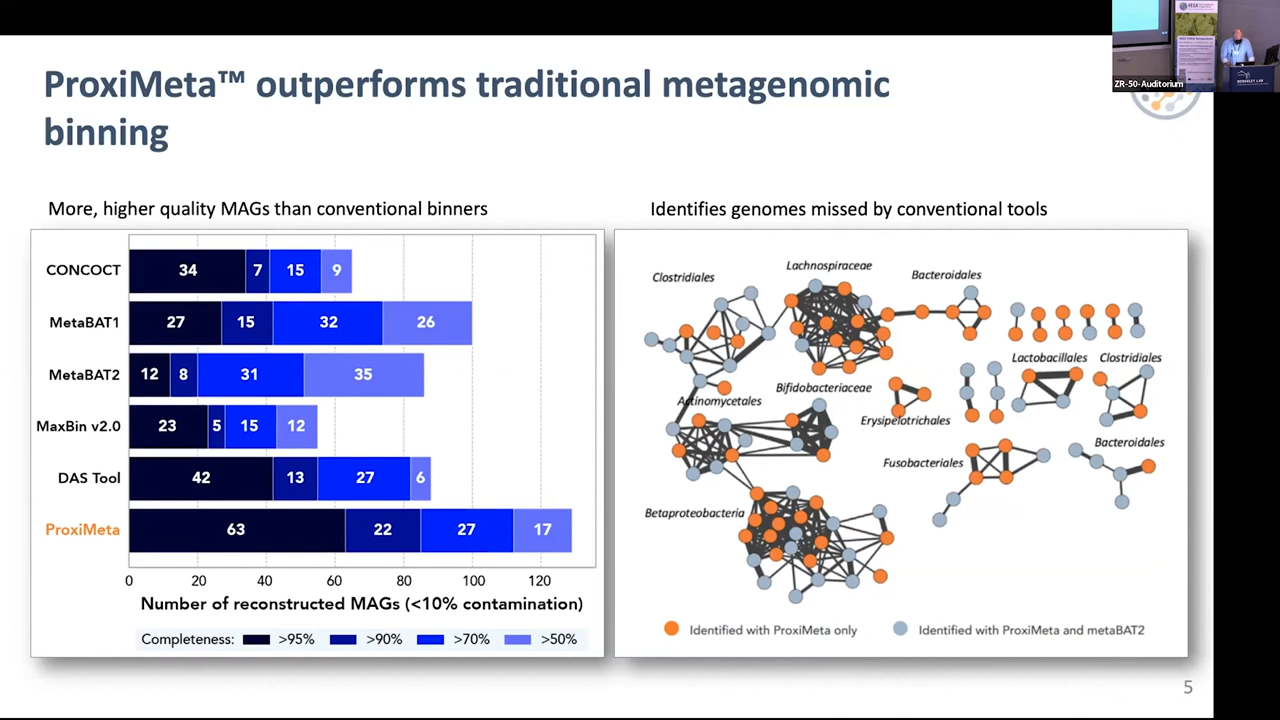 ProxiMeta™ outperforms traditional metagenomic
binning
ZR-50-Auditorium
BERKELEY LAB
More, higher quality MAGs than conventional binners
CONCOCT 34 7 15 9
MetaBAT1 27 15 32 26
MetaBAT2 12 8 31 35
MaxBin v2.0 23 5 15 12
DAS Tool 42 13 27 6
ProxiMeta 63 22 27 17
0 20 40 60 80 100 120
Number of reconstructed MAGs (<10% contamination)
Completeness: >95% >90% >70% >50%
Identifies genomes missed by conventional tools
Clostridiales
Lachnospiraceae
Bacteroidales
Lactobacillales
Clostridiales
Bifidobacteriaceae
Actinomycetales
Erysipelotrichales
Fusobacteriales
Bacteroidales
Betaproteobacteria
Identified with ProxiMeta only
Identified with ProxiMeta and metaBAT2
5